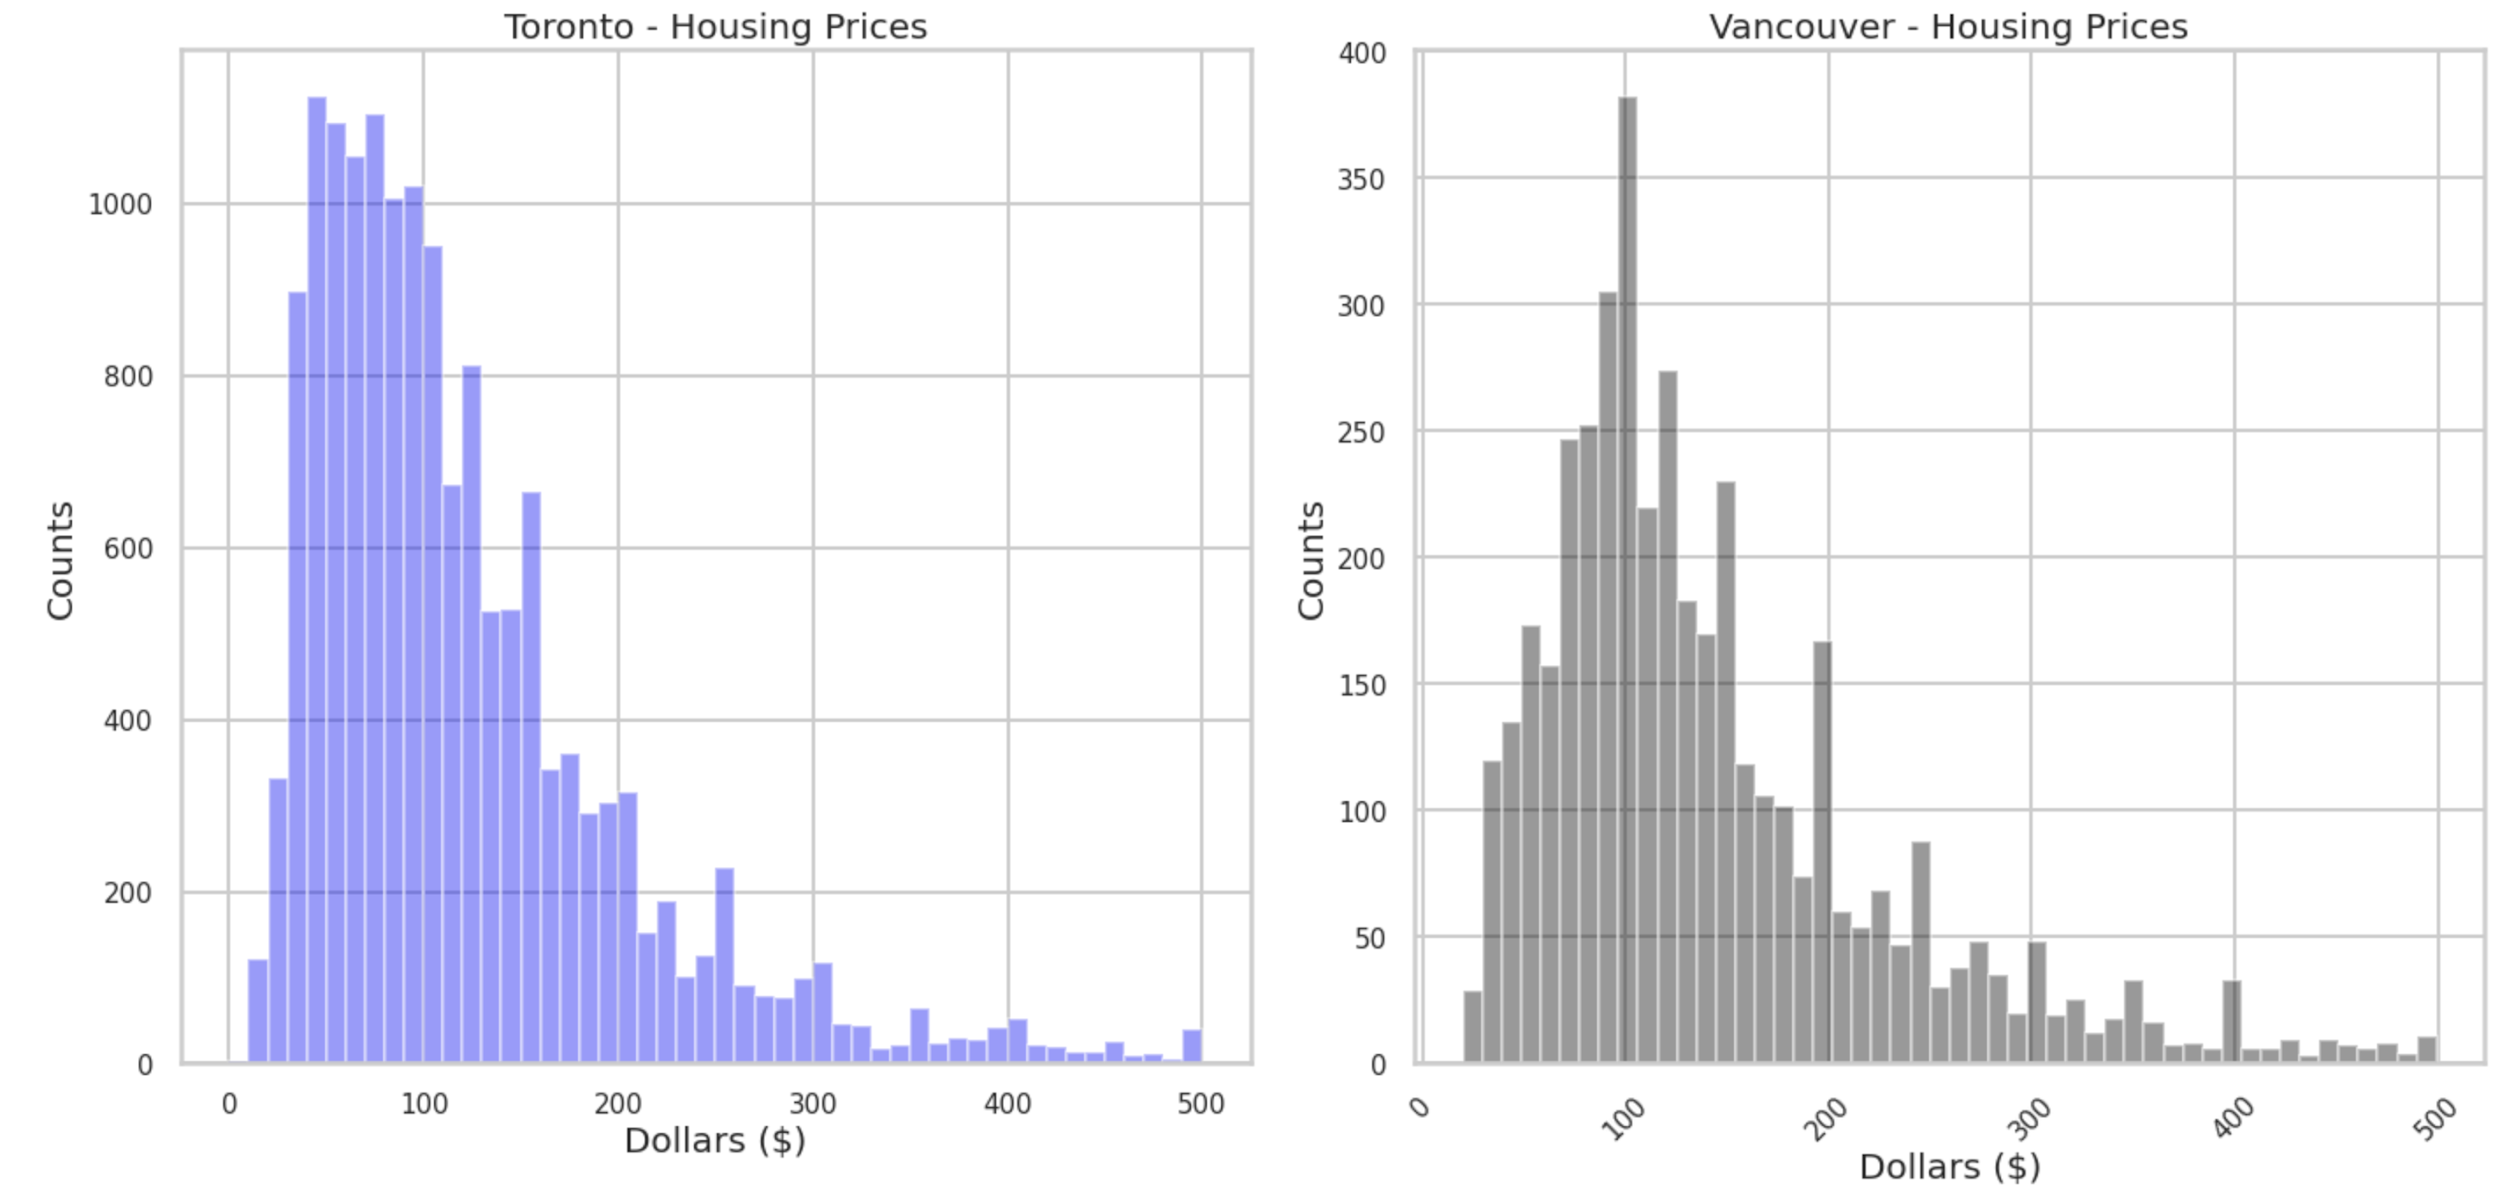 Toronto - Housing Prices
1000
800
600
400
200
0
Counts
0 100 200 300 400 500
Dollars ($)
Vancouver - Housing Prices
400
350
300
250
200
150
100
50
0
Counts
0 100 200 300 400 500
Dollars ($)